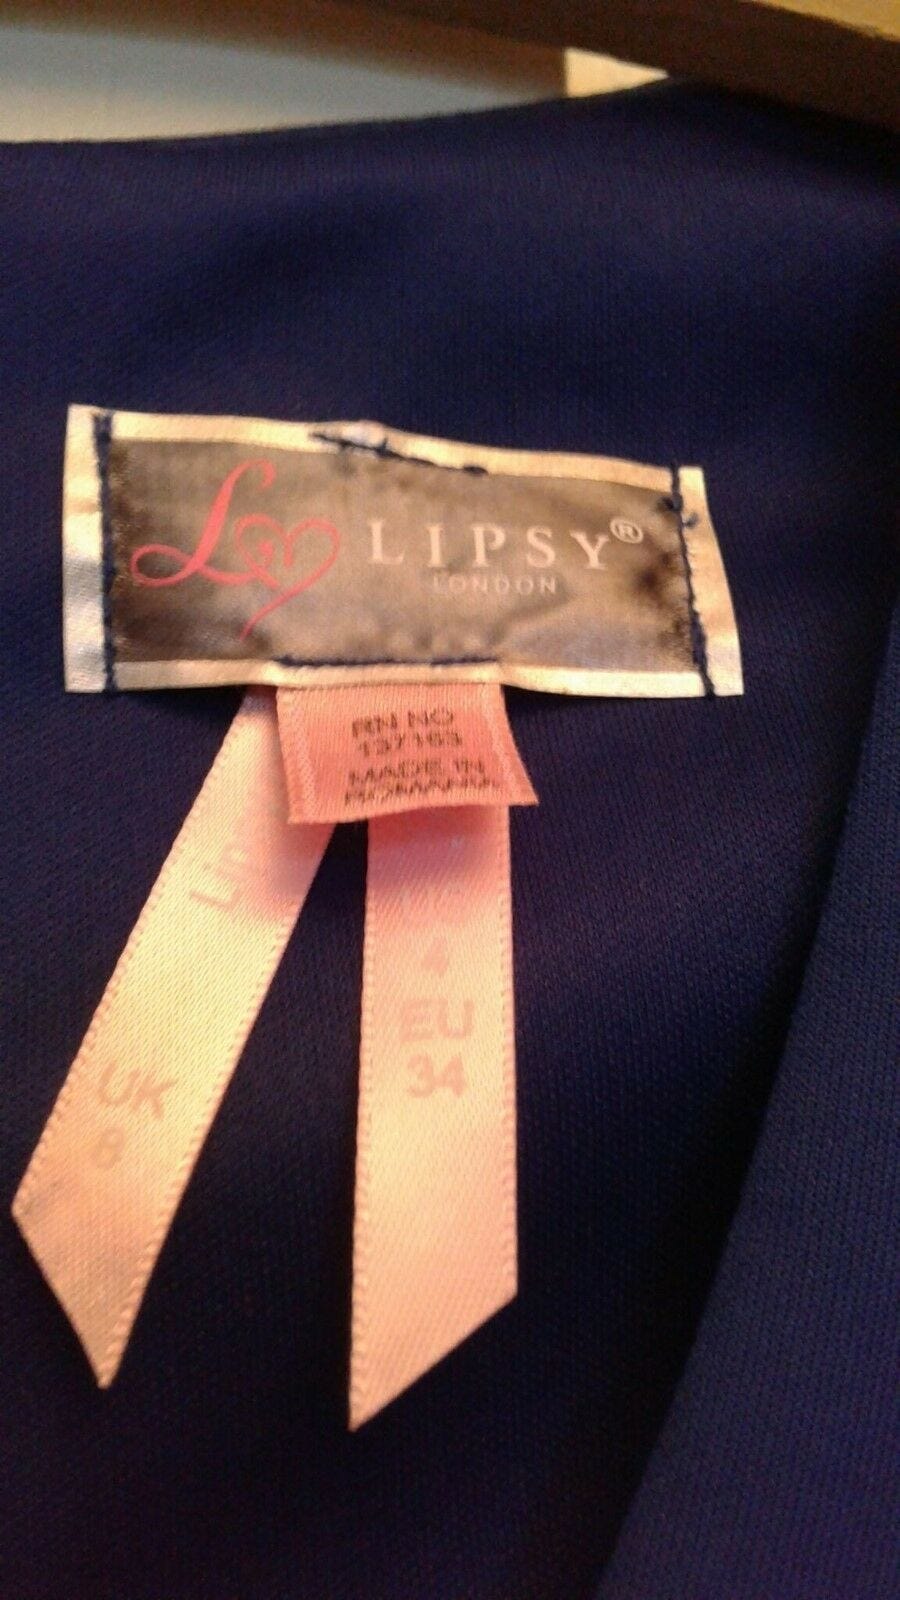 L
LIPSY®
LONDON
RN NO
137163
MADE IN
UK
8
4
EU
34